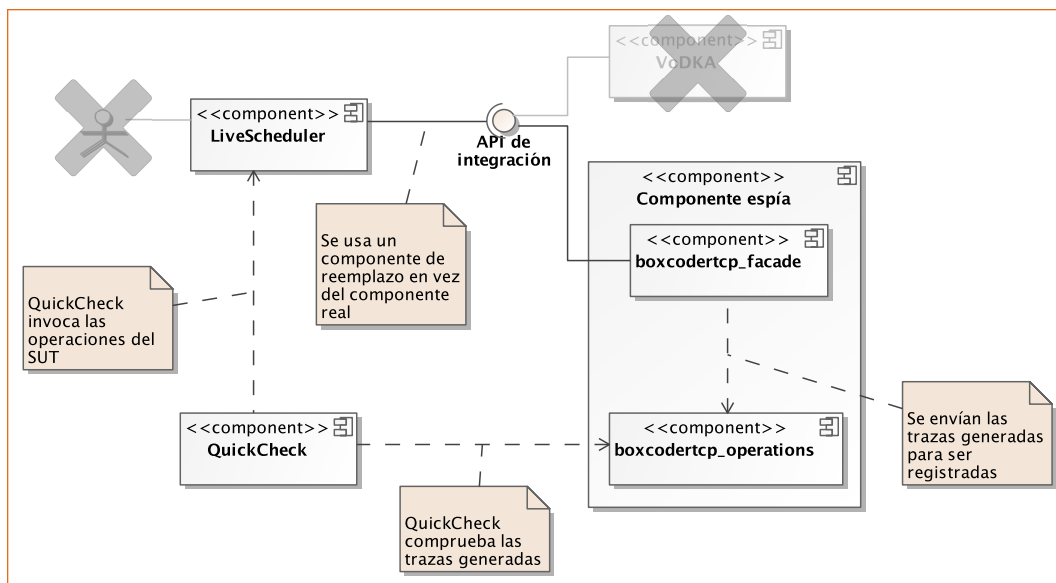 <<component>>
VoDKA
<<component>>
LiveScheduler
API de
integración
<<component>>
Componente espía
<<component>>
boxcodertcp_facade
Se usa un
componente de
reemplazo en vez
del componente
real
QuickCheck
invoca las
operaciones del
SUT
<<component>>
QuickCheck
<<component>>
boxcodertcp_operations
Se envían las
trazas generadas
para ser
registradas
QuickCheck
comprueba las
trazas generadas